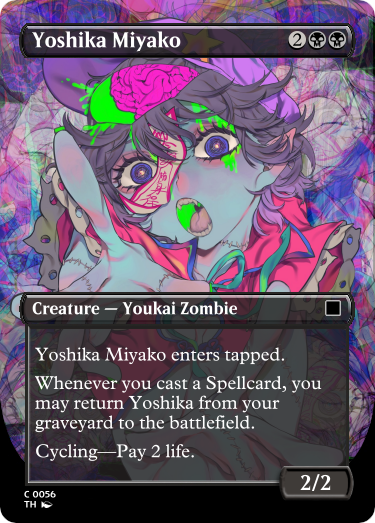 Yoshika Miyako 2
Creature — Youkai Zombie
Yoshika Miyako enters tapped.
Whenever you cast a Spellcard, you
may return Yoshika from your
graveyard to the battlefield.
Cycling—Pay 2 life.
2/2
C 0056
TH